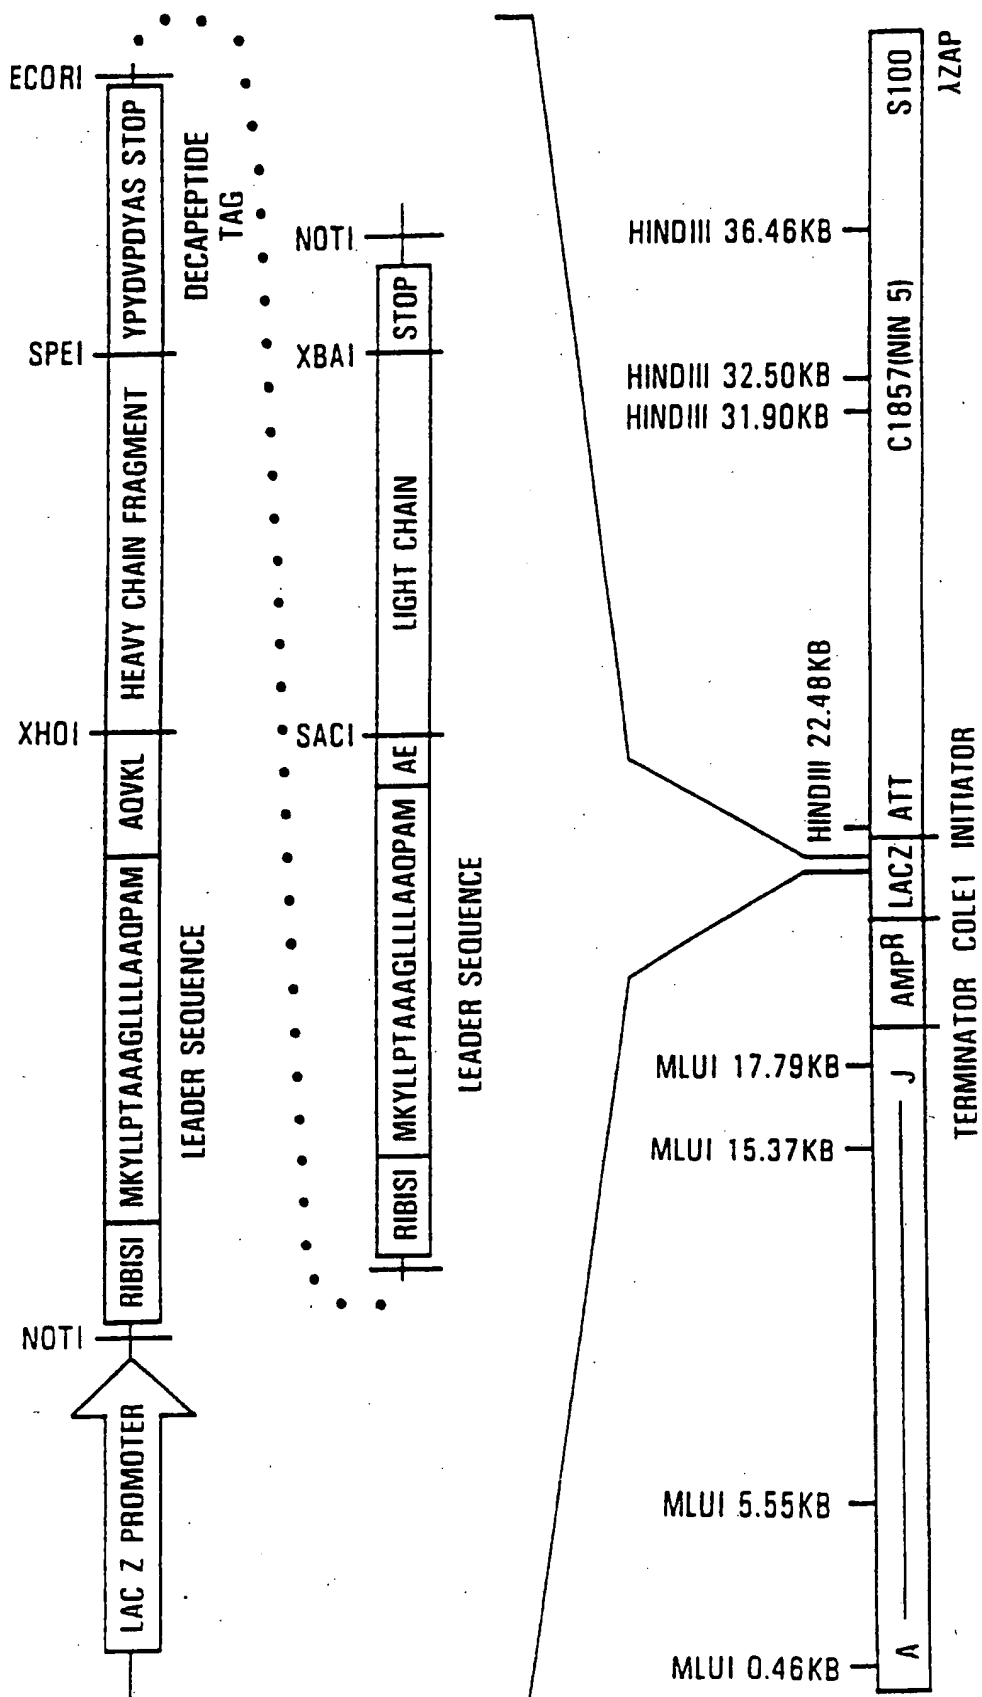 ECORI
SPEI
XHOI
NOTI
LAC Z PROMOTER
RIBISI
MKYLLPTAAAGLLLLAAQPAM
AQVKL
HEAVY CHAIN FRAGMENT
YPYDVPDYAS STOP
LEADER SEQUENCE
DECAPEPTIDE
TAG
NOTI
XBAI
SACI
RIBISI
MKYLLPTAAAGLLLLAAQPAM
AE
LIGHT CHAIN
STOP
LEADER SEQUENCE
HINDIII 36.46KB
HINDIII 32.50KB
HINDIII 31.90KB
HINDIII 22.48KB
MLUI 17.79KB
MLUI 15.37KB
MLUI 5.55KB
MLUI 0.46KB
A
J
AMPR
LACZ
ATT
C1857(NIN 5)
S100
TERMINATOR COLE1 INITIATOR
λZAP